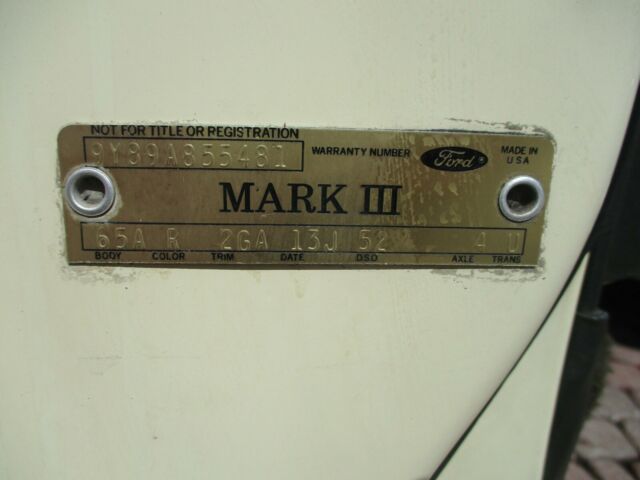 NOT FOR TITLE OR REGISTRATION
9Y89A855481 WARRANTY NUMBER Ford MADE IN
U S A
MARK III
65A R 2GA 13J 52 4 U
BODY COLOR TRIM DATE D.S.O. AXLE TRANS